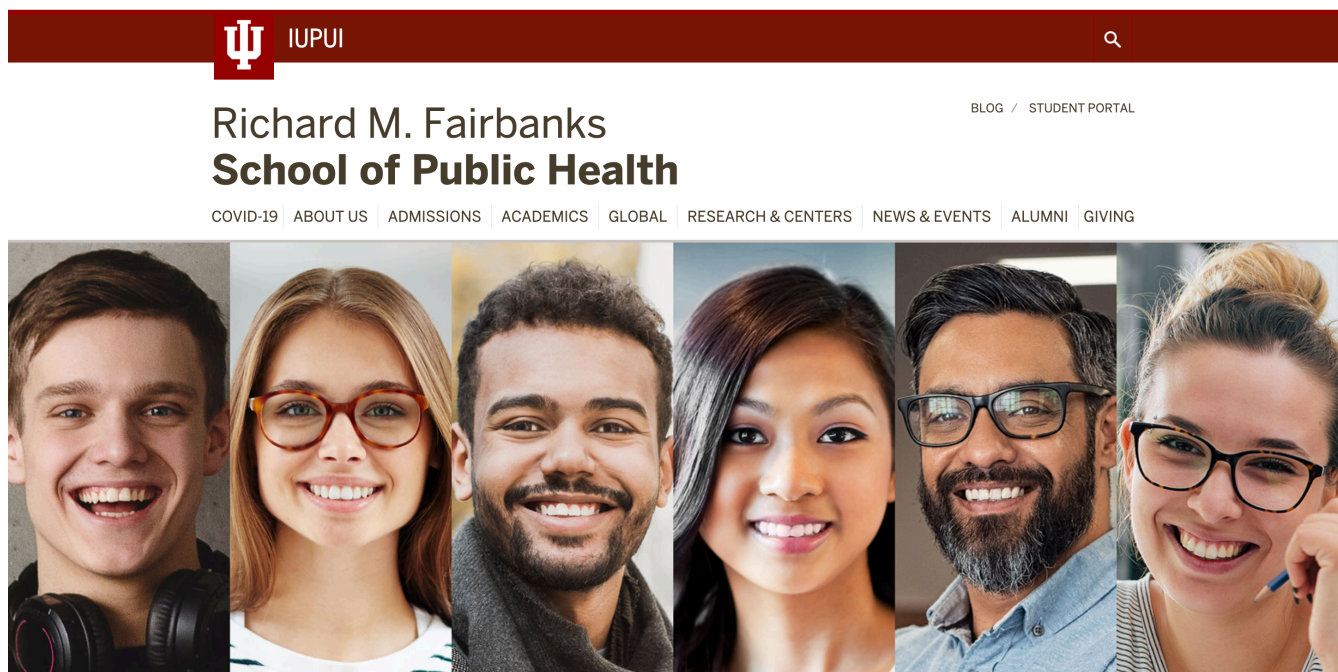 IUPUI
BLOG / STUDENT PORTAL
Richard M. Fairbanks
School of Public Health
COVID-19 ABOUT US ADMISSIONS ACADEMICS GLOBAL RESEARCH & CENTERS NEWS & EVENTS ALUMNI GIVING